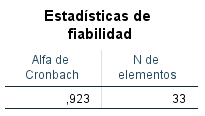 Estadísticas de
fiabilidad
Alfa de
Cronbach
N de
elementos
,923
33